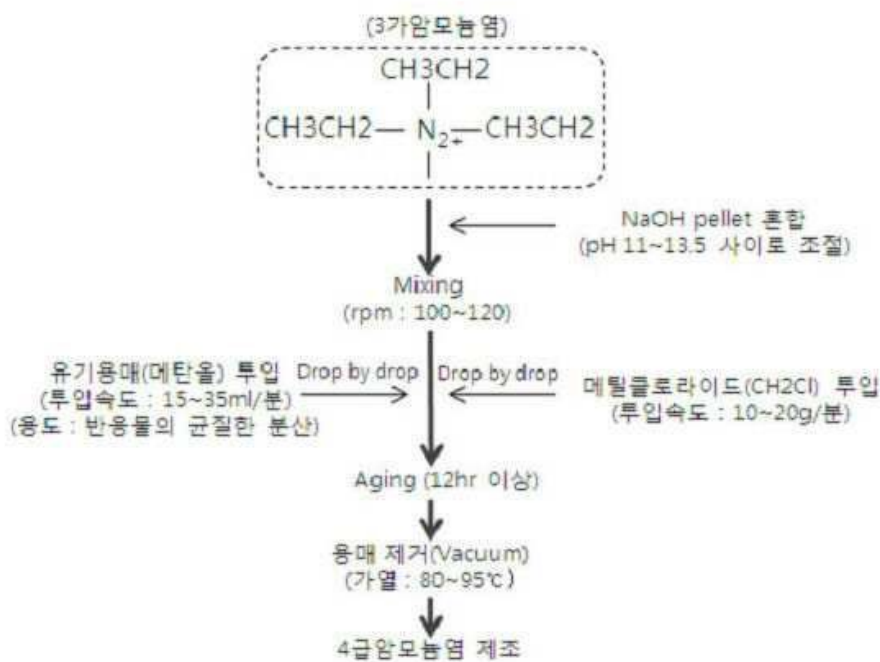 (3가암모늄염)
CH3CH2
CH3CH2— N2+ —CH3CH2
NaOH pellet 혼합
(pH 11~13.5 사이로 조절)
Mixing
(rpm : 100~120)
유기용매(메탄올) 투입
(투입속도 : 15~35ml/분)
(용도 : 반응물의 균질한 분산)
Drop by drop
Drop by drop
메틸클로라이드(CH2Cl) 투입
(투입속도 : 10~20g/분)
Aging (12hr 이상)
용매 제거(Vacuum)
(가열 : 80~95℃)
4급암모늄염 제조